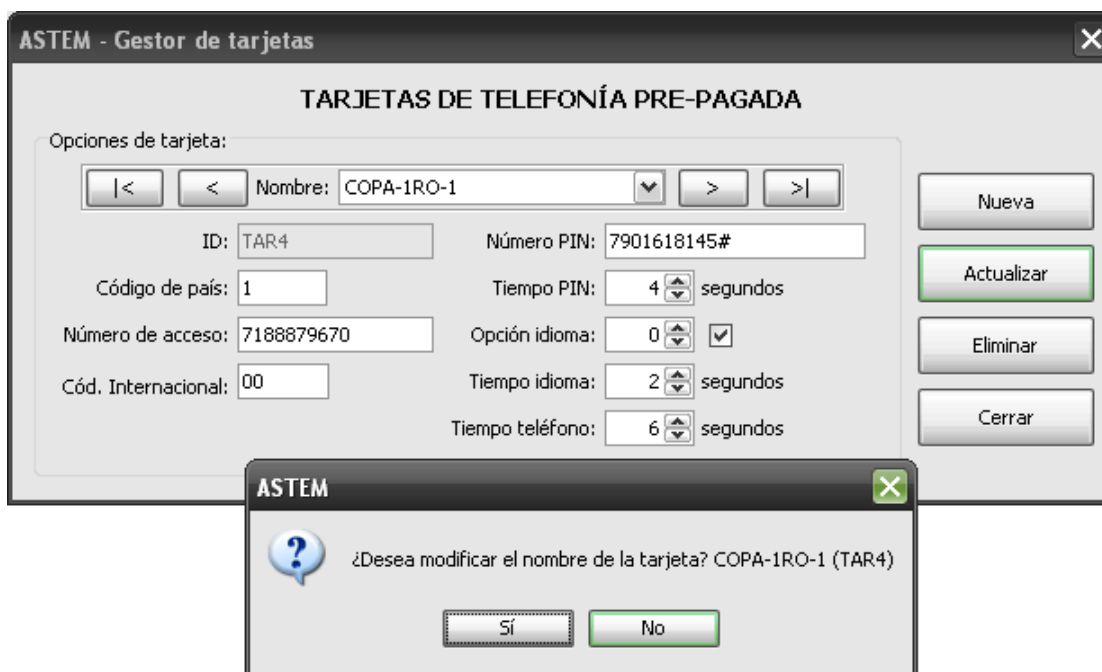 ASTEM - Gestor de tarjetas
TARJETAS DE TELEFONÍA PRE-PAGADA
Opciones de tarjeta:
|< < Nombre: COPA-1RO-1 > >|
ID: TAR4
Código de país: 1
Número de acceso: 7188879670
Cód. Internacional: 00
Número PIN: 7901618145#
Tiempo PIN: 4 segundos
Opción idioma: 0
Tiempo idioma: 2 segundos
Tiempo teléfono: 6 segundos
Nueva
Actualizar
Eliminar
Cerrar
ASTEM
¿Desea modificar el nombre de la tarjeta? COPA-1RO-1 (TAR4)
Sí No